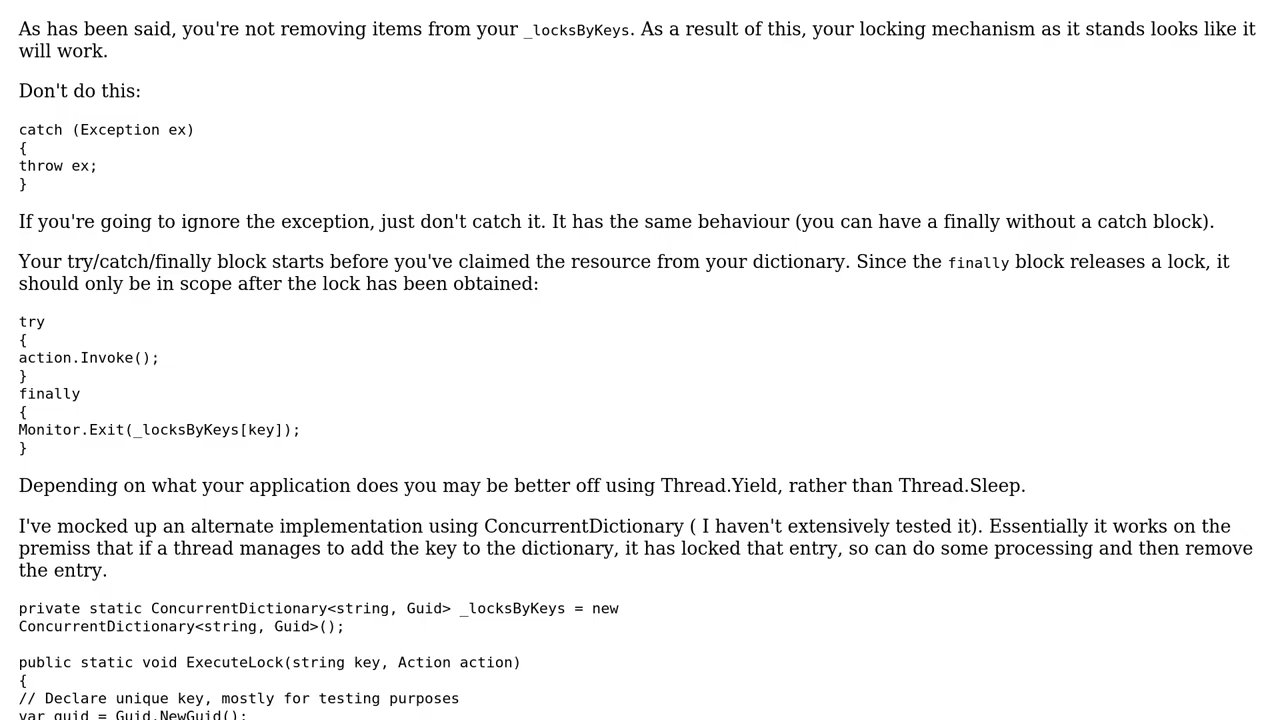 As has been said, you're not removing items from your _locksByKeys. As a result of this, your locking mechanism as it stands looks like it
will work.
Don't do this:
catch (Exception ex)
{
throw ex;
}
If you're going to ignore the exception, just don't catch it. It has the same behaviour (you can have a finally without a catch block).
Your try/catch/finally block starts before you've claimed the resource from your dictionary. Since the finally block releases a lock, it
should only be in scope after the lock has been obtained:
try
{
action.Invoke();
}
finally
{
Monitor.Exit(_locksByKeys[key]);
}
Depending on what your application does you may be better off using Thread.Yield, rather than Thread.Sleep.
I've mocked up an alternate implementation using ConcurrentDictionary ( I haven't extensively tested it). Essentially it works on the
premiss that if a thread manages to add the key to the dictionary, it has locked that entry, so can do some processing and then remove
the entry.
private static ConcurrentDictionary<string, Guid> _locksByKeys = new
ConcurrentDictionary<string, Guid>();
public static void ExecuteLock(string key, Action action)
{
// Declare unique key, mostly for testing purposes
var guid = Guid.NewGuid();